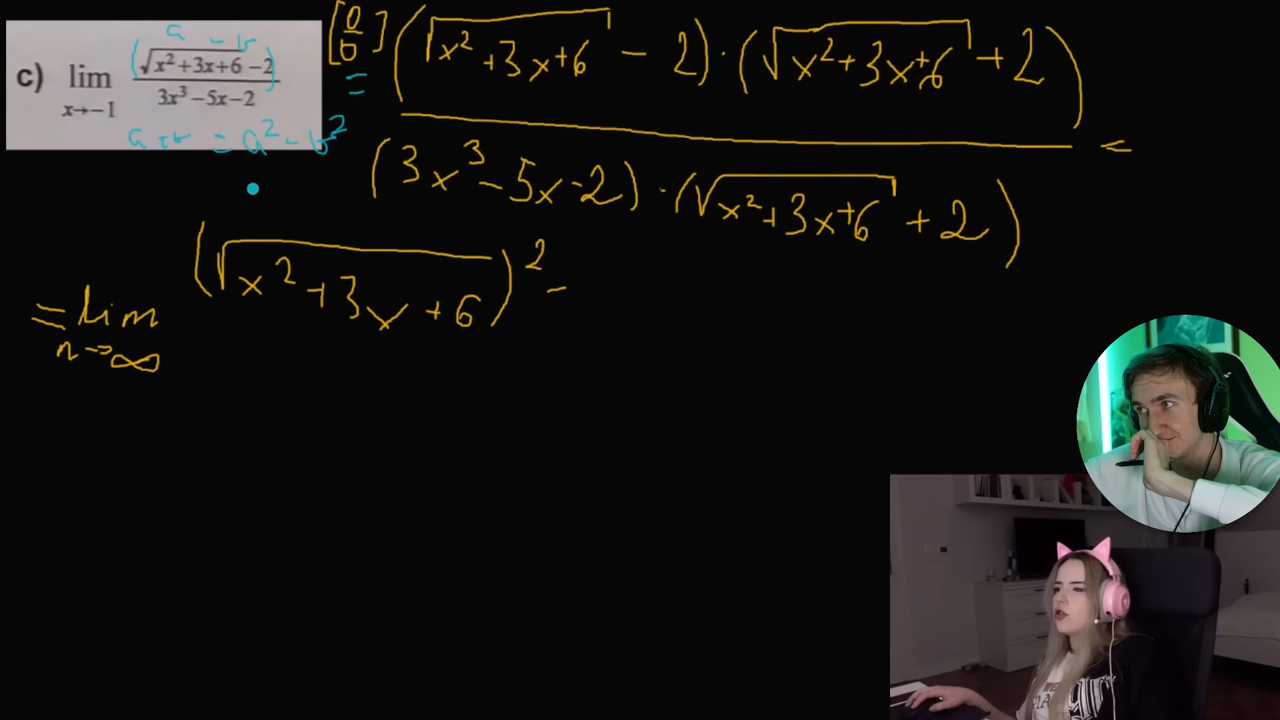 c) lim x→−1 (√x²+3x+6 −2) / 3x³−5x−2
a − b
a+b = a² − b²
[0/0] = (√x²+3x+6 − 2)·(√x²+3x+6 + 2) / (3x³−5x−2)·(√x²+3x+6 + 2) =
= lim n→∞ (√x²+3x+6)² −